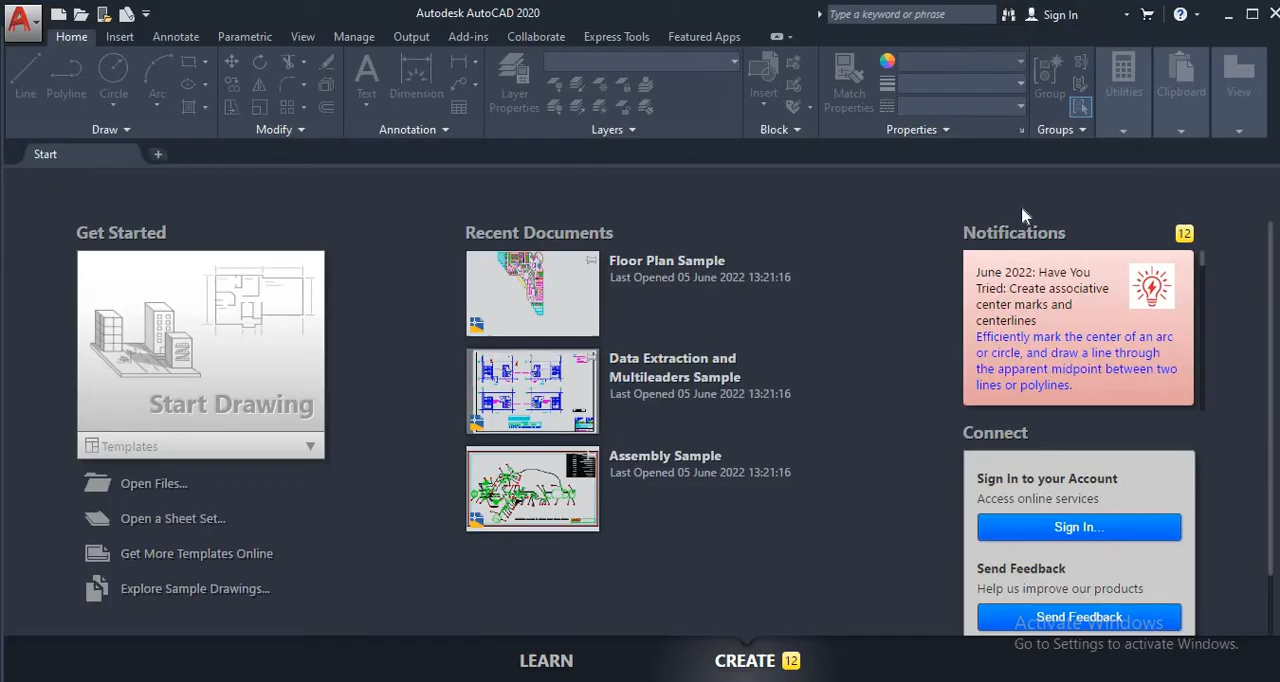 Autodesk AutoCAD 2020
Type a keyword or phrase
Sign In
Home Insert Annotate Parametric View Manage Output Add-ins Collaborate Express Tools Featured Apps
Line
Polyline
Circle
Arc
Text
Dimension
Layer
Properties
Insert
Match
Properties
Group
Utilities
Clipboard
View
Draw
Modify
Annotation
Layers
Block
Properties
Groups
Start
Get Started
Start Drawing
Templates
Open Files...
Open a Sheet Set...
Get More Templates Online
Explore Sample Drawings...
Recent Documents
Floor Plan Sample
Last Opened 05 June 2022 13:21:16
Data Extraction and
Multileaders Sample
Last Opened 05 June 2022 13:21:16
Assembly Sample
Last Opened 05 June 2022 13:21:16
Notifications 12
June 2022: Have You
Tried: Create associative
center marks and
centerlines
Efficiently mark the center of an arc
or circle, and draw a line through
the apparent midpoint between two
lines or polylines.
Connect
Sign In to your Account
Access online services
Sign In...
Send Feedback
Help us improve our products
Send Feedback
Activate Windows
Go to Settings to activate Windows.
LEARN
CREATE 12